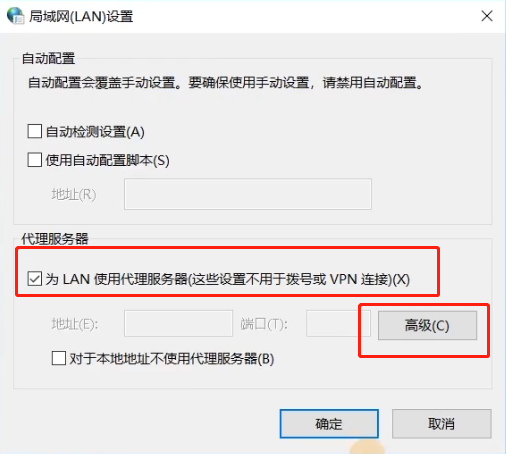 局域网(LAN)设置
自动配置
自动配置会覆盖手动设置。要确保使用手动设置，请禁用自动配置。
自动检测设置(A)
使用自动配置脚本(S)
地址(R)
代理服务器
为 LAN 使用代理服务器(这些设置不用于拨号或 VPN 连接)(X)
地址(E): 端口(T): 高级(C)
对于本地地址不使用代理服务器(B)
确定 取消